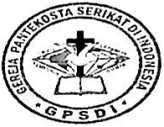 GEREJA PANTEKOSTA SERIKAT DI INDONESIA
• GPSDI •